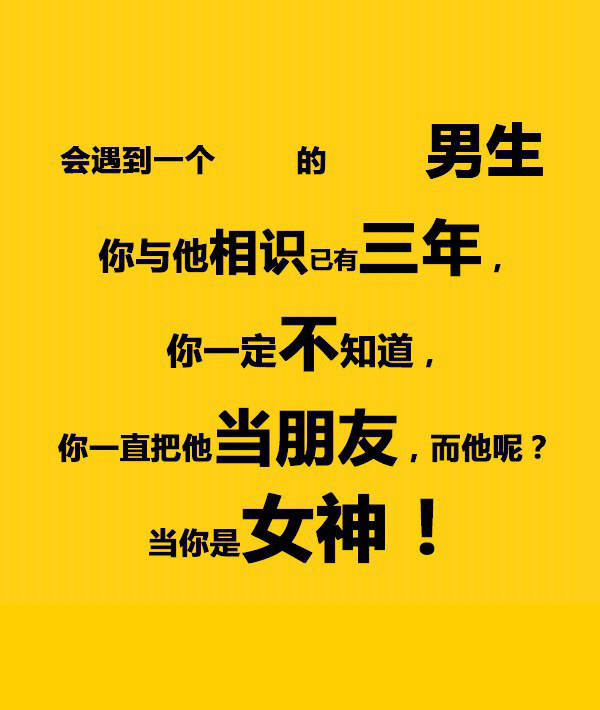 会遇到一个 的 男生
你与他相识已有三年，
你一定不知道，
你一直把他当朋友，而他呢？
当你是女神！